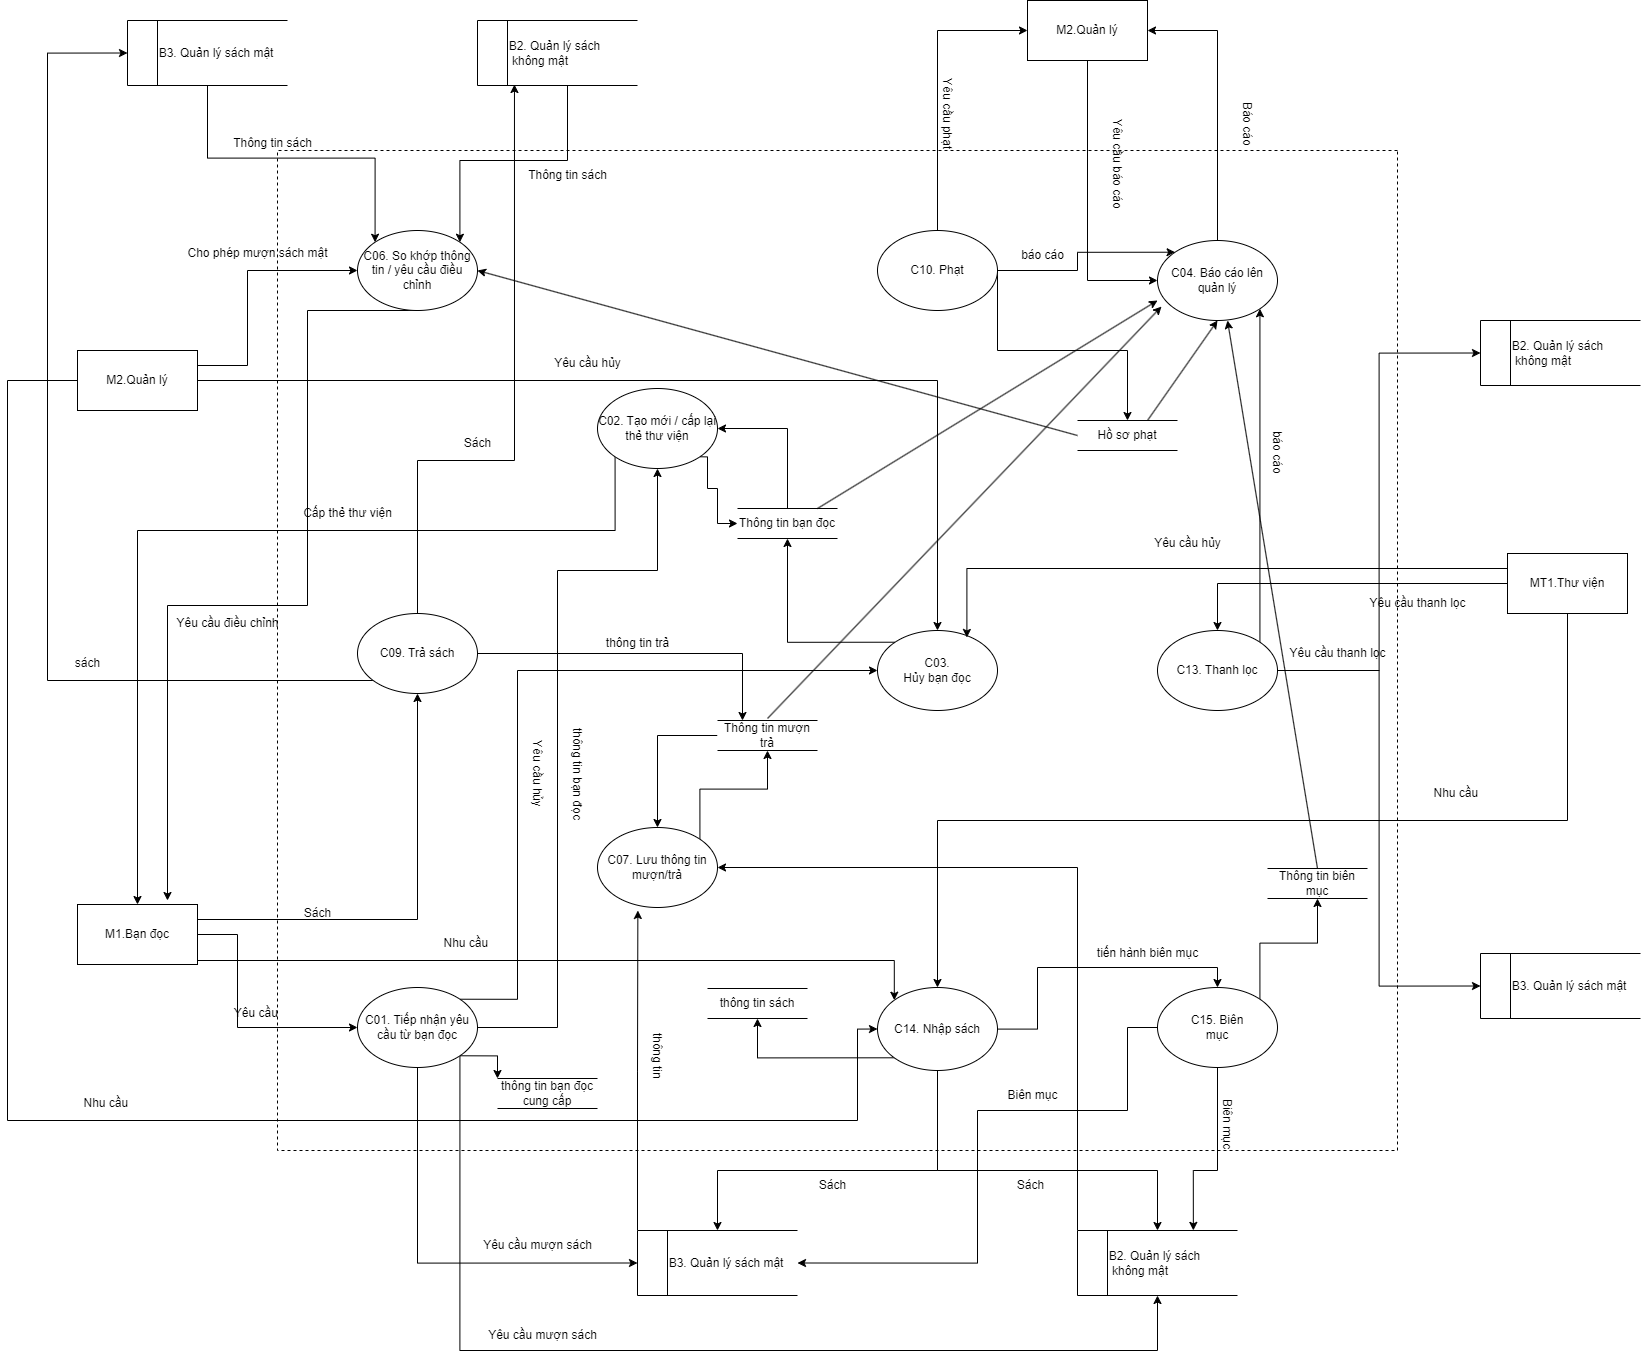 M2.Quản lý
B3. Quản lý sách mật
B2. Quản lý sách
không mật
Yêu cầu phạt
Báo cáo
Yêu cầu báo cáo
Thông tin sách
Thông tin sách
Cho phép mượn sách mật
C06. So khớp thông
tin / yêu cầu điều
chỉnh
báo cáo
C10. Phạt
C04. Báo cáo lên
quản lý
B2. Quản lý sách
không mật
Yêu cầu hủy
M2.Quản lý
C02. Tạo mới / cấp lại
thẻ thư viện
Hồ sơ phạt
Sách
báo cáo
Cấp thẻ thư viện
Thông tin bạn đọc
Yêu cầu hủy
MT1.Thư viện
Yêu cầu thanh lọc
Yêu cầu điều chỉnh
thông tin trả
C09. Trả sách
Yêu cầu thanh lọc
sách
C03.
Hủy bạn đọc
C13. Thanh lọc
Thông tin mượn
trả
Yêu cầu hủy
thông tin bạn đọc
Nhu cầu
C07. Lưu thông tin
mượn/trả
Thông tin biên
mục
Sách
M1.Bạn đọc
Nhu cầu
tiến hành biên mục
thông tin sách
Yêu cầu
C01. Tiếp nhận yêu
cầu từ bạn đọc
C14. Nhập sách
C15. Biên
mục
B3. Quản lý sách mật
thông tin
thông tin bạn đọc
cung cấp
Nhu cầu
Biên mục
Biên mục
Sách
Sách
Yêu cầu mượn sách
B3. Quản lý sách mật
B2. Quản lý sách
không mật
Yêu cầu mượn sách